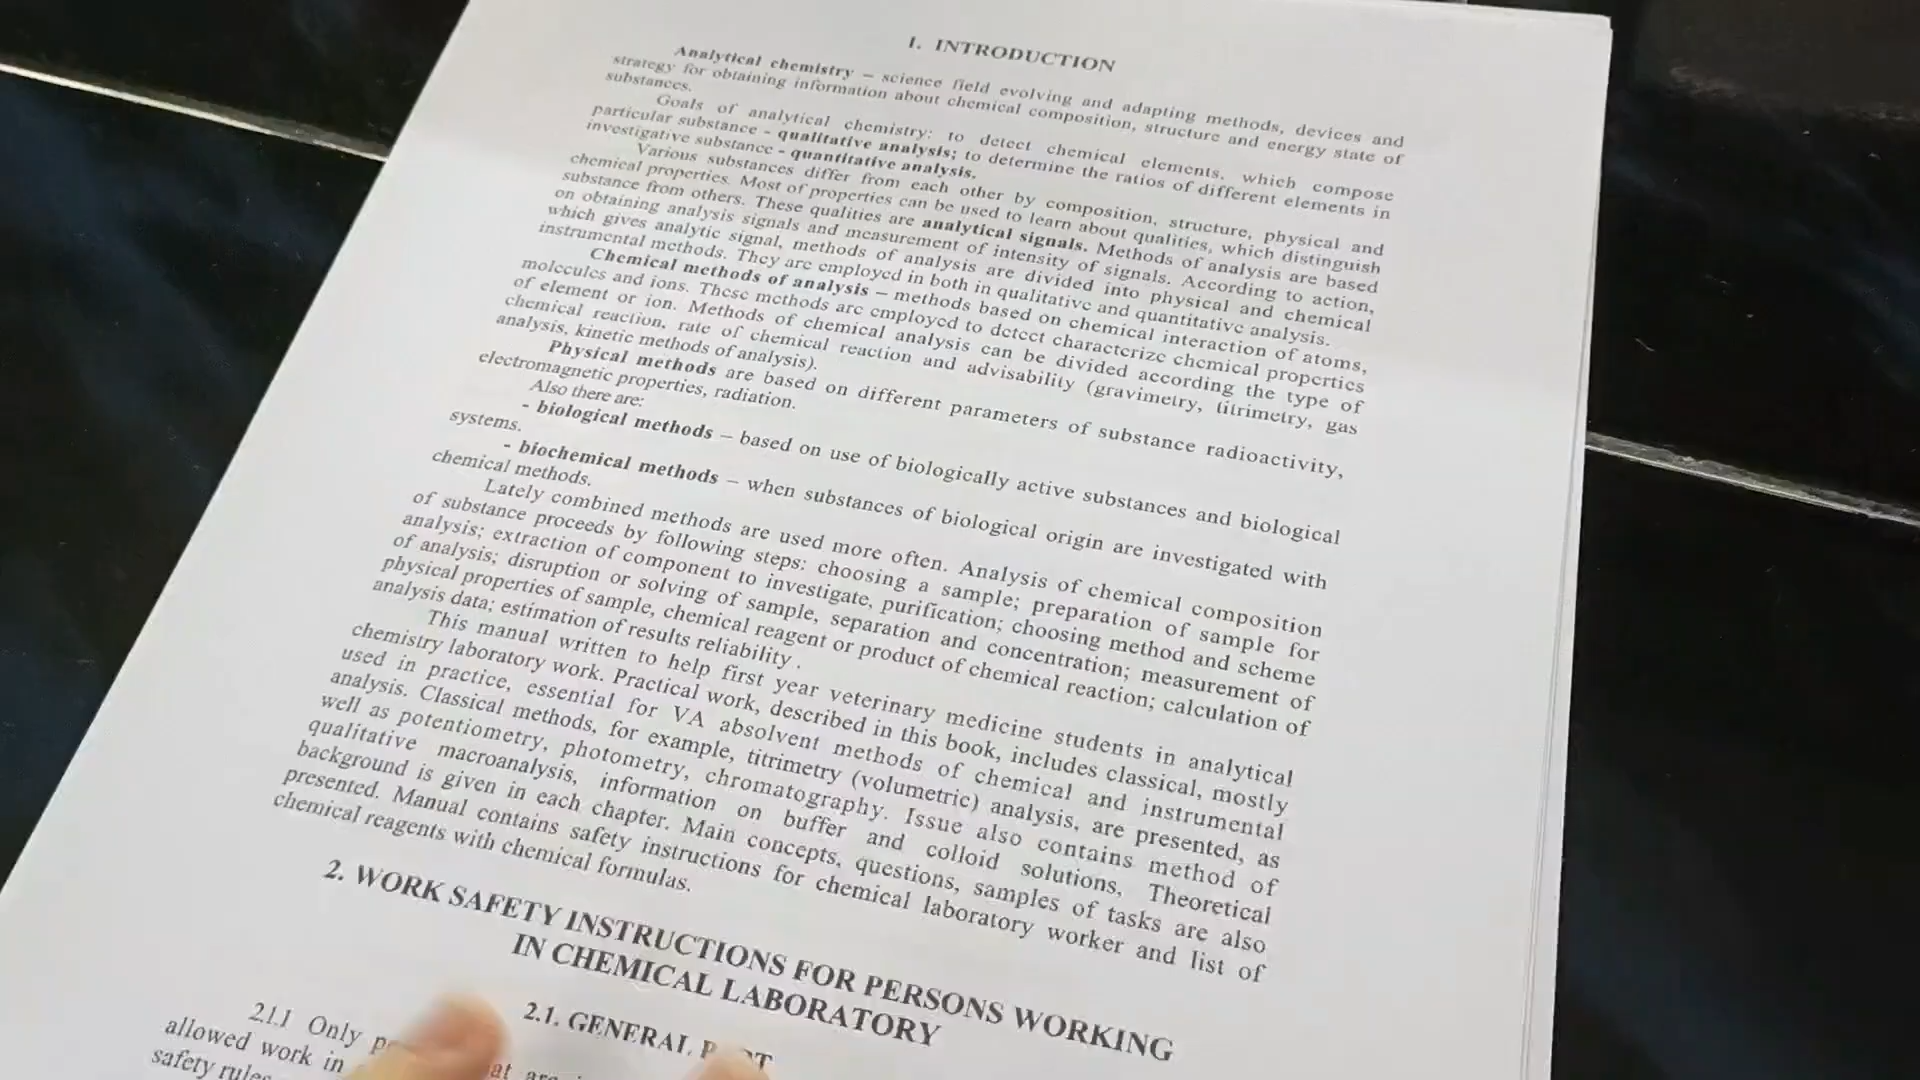 1. INTRODUCTION
Analytical chemistry – science field evolving and adapting methods, devices and
strategy for obtaining information about chemical composition, structure and energy state of
substances.
Goals of analytical chemistry: to detect chemical elements, which compose
particular substance - qualitative analysis; to determine the ratios of different elements in
investigative substance - quantitative analysis.
Various substances differ from each other by composition, structure, physical and
chemical properties. Most of properties can be used to learn about qualities, which distinguish
substance from others. These qualities are analytical signals. Methods of analysis are based
on obtaining analysis signals and measurement of intensity of signals. According to action,
which gives analytic signal, methods of analysis are divided into physical and chemical
instrumental methods. They are employed in both in qualitative and quantitative analysis.
Chemical methods of analysis – methods based on chemical interaction of atoms,
molecules and ions. These methods are employed to detect characterize chemical properties
of element or ion. Methods of chemical analysis can be divided according the type of
chemical reaction, rate of chemical reaction and advisability (gravimetry, titrimetry, gas
analysis, kinetic methods of analysis).
Physical methods are based on different parameters of substance radioactivity,
electromagnetic properties, radiation.
Also there are:
- biological methods – based on use of biologically active substances and biological
systems.
- biochemical methods – when substances of biological origin are investigated with
chemical methods.
Lately combined methods are used more often. Analysis of chemical composition
of substance proceeds by following steps: choosing a sample; preparation of sample for
analysis; extraction of component to investigate, purification; choosing method and scheme
of analysis; disruption or solving of sample, separation and concentration; measurement of
physical properties of sample, chemical reagent or product of chemical reaction; calculation of
analysis data; estimation of results reliability .
This manual written to help first year veterinary medicine students in analytical
chemistry laboratory work. Practical work, described in this book, includes classical, mostly
used in practice, essential for VA absolvent methods of chemical and instrumental
analysis. Classical methods, for example, titrimetry (volumetric) analysis, are presented, as
well as potentiometry, photometry, chromatography. Issue also contains method of
qualitative macroanalysis, information on buffer and colloid solutions, Theoretical
background is given in each chapter. Main concepts, questions, samples of tasks are also
presented. Manual contains safety instructions for chemical laboratory worker and list of
chemical reagents with chemical formulas.
2. WORK SAFETY INSTRUCTIONS FOR PERSONS WORKING
IN CHEMICAL LABORATORY
2.1. GENERAL
2.1.1 Only
allowed work in
safety rules